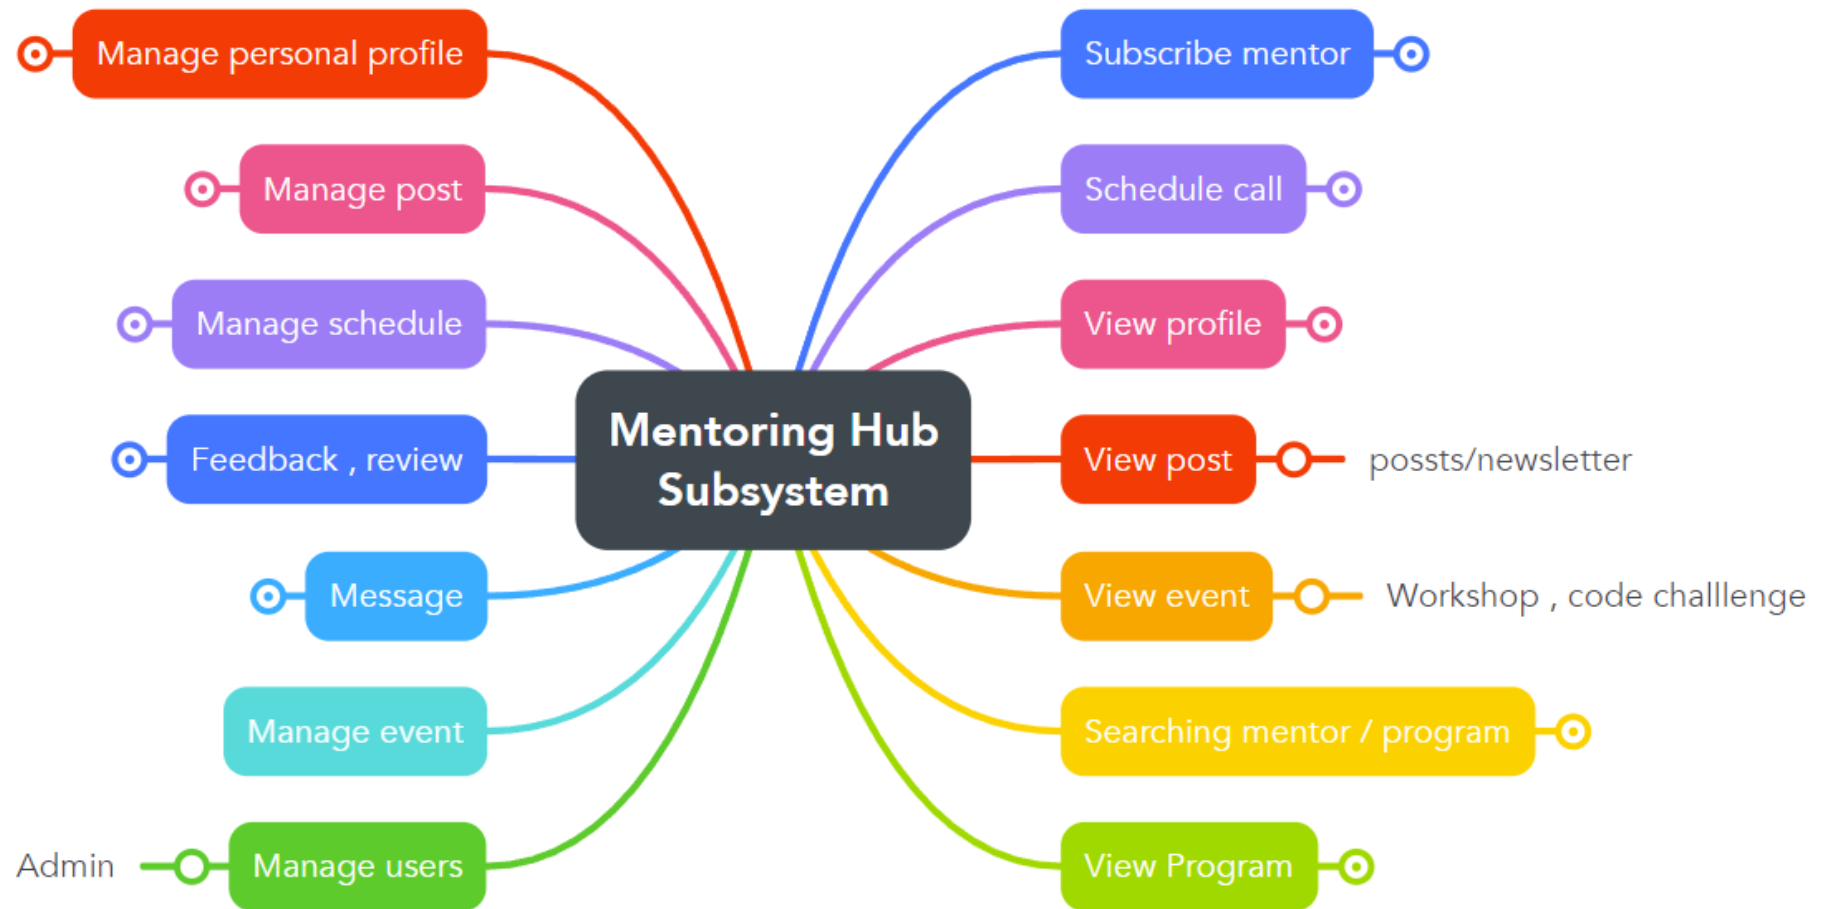 Manage personal profile
Manage post
Manage schedule
Feedback , review
Message
Manage event
Admin
Manage users
Mentoring Hub
Subsystem
Subscribe mentor
Schedule call
View profile
View post
possts/newsletter
View event
Workshop , code challlenge
Searching mentor / program
View Program